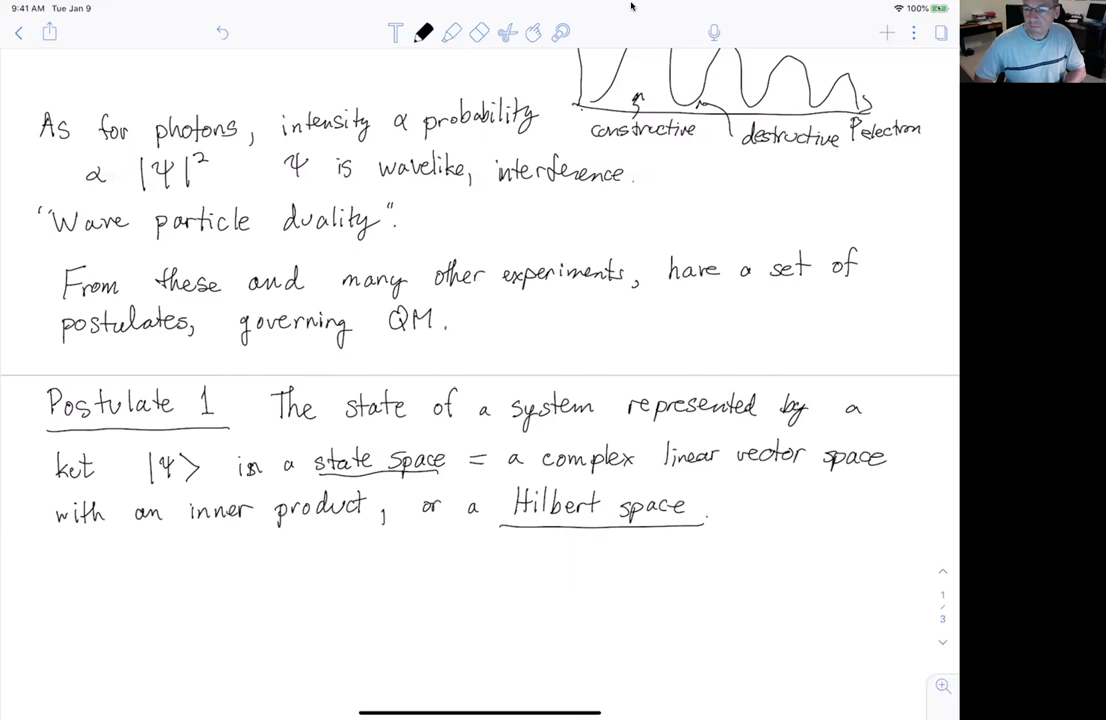 9:41 AM Tue Jan 9
100%
constructive
destructive
P electron
As for photons, intensity ∝ probability
∝ |Ψ|² Ψ is wavelike, interference.
"Wave particle duality".
From these and many other experiments, have a set of
postulates, governing QM.
Postulate 1 The state of a system represented by a
ket |Ψ> in a state space = a complex linear vector space
with an inner product, or a Hilbert space.
1
/
3